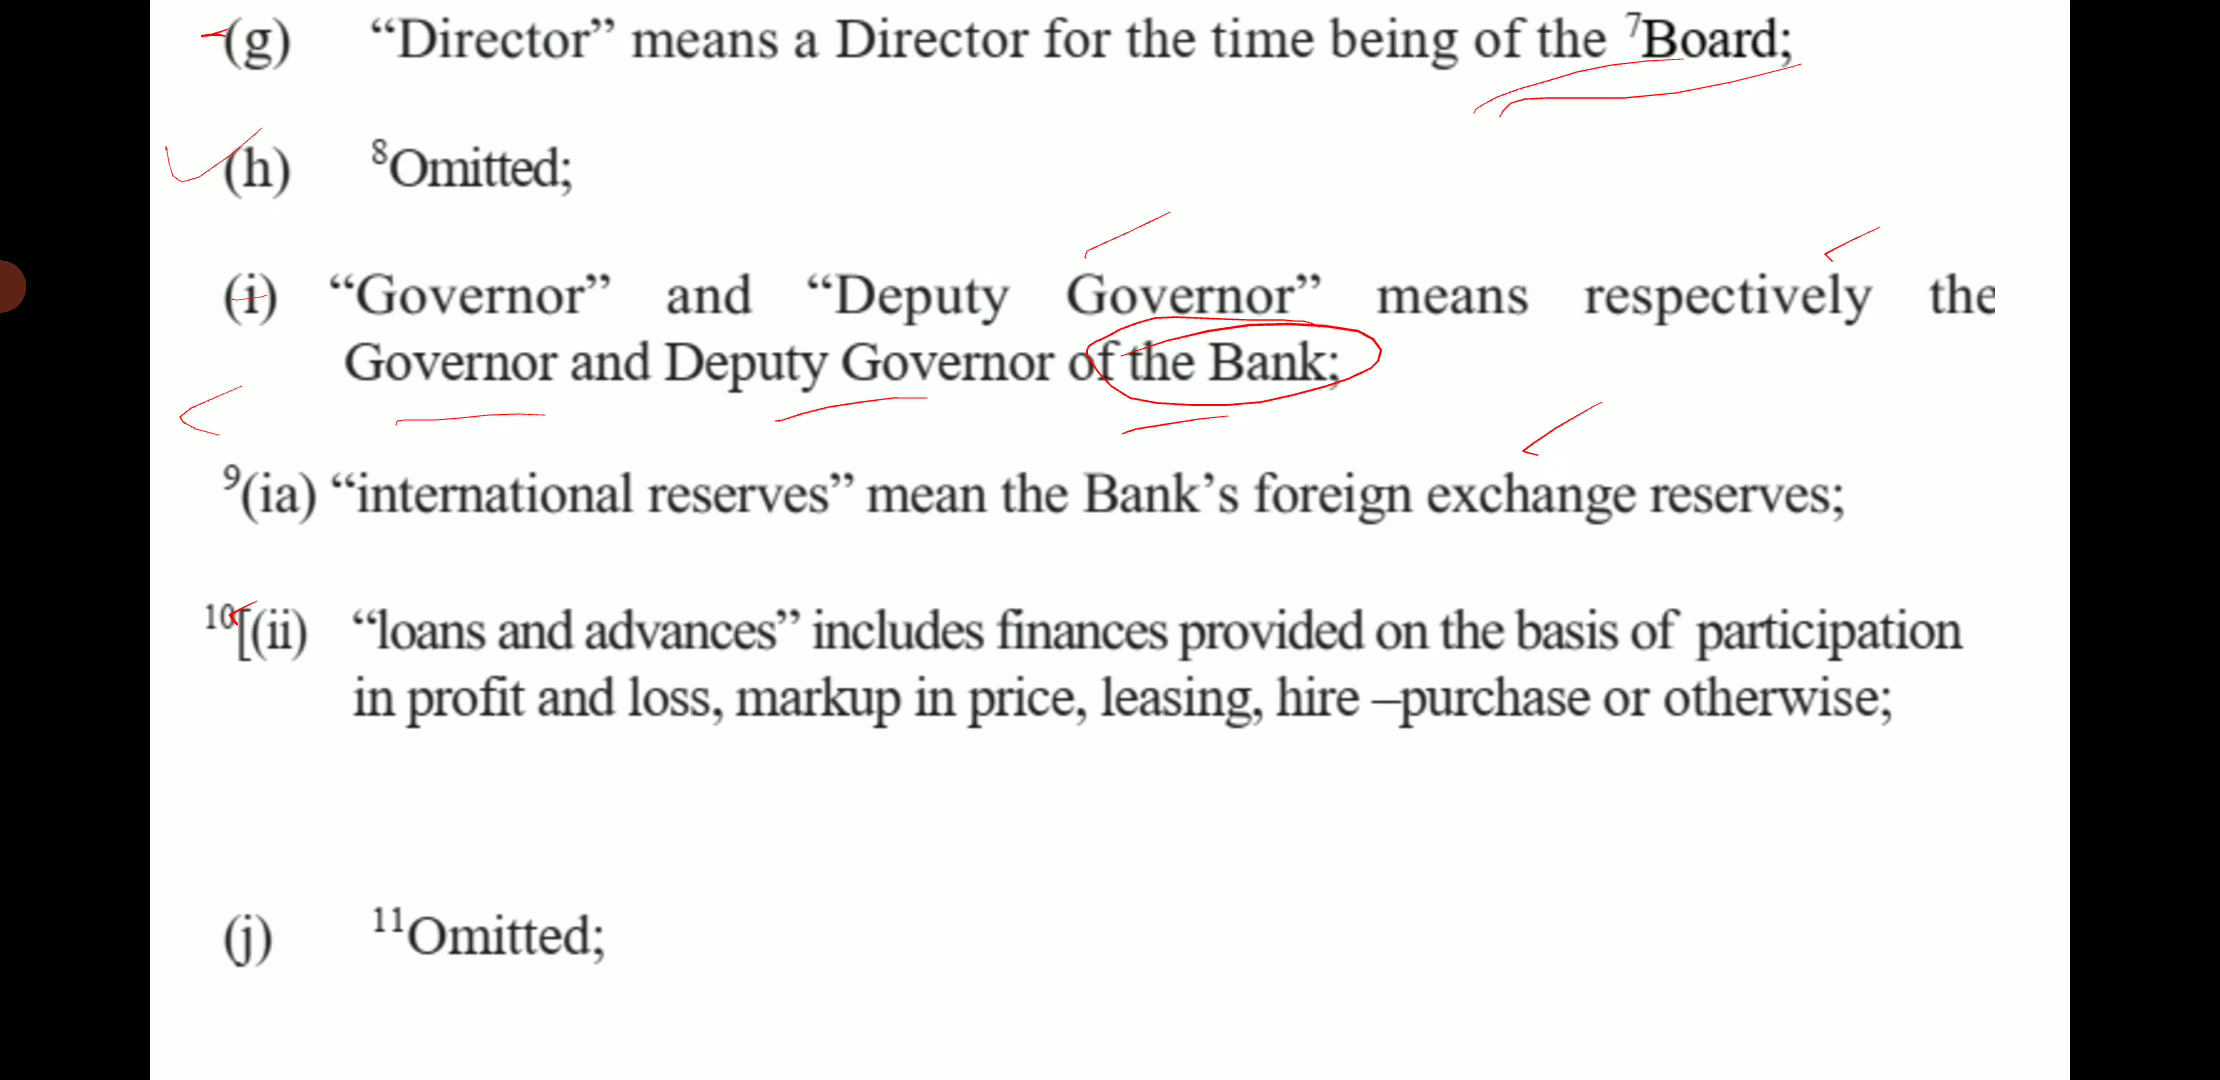 (g) “Director” means a Director for the time being of the ⁷Board;
(h) ⁸Omitted;
(i) “Governor” and “Deputy Governor” means respectively the
Governor and Deputy Governor of the Bank;
⁹(ia) “international reserves” mean the Bank’s foreign exchange reserves;
¹⁰[(ii) “loans and advances” includes finances provided on the basis of participation
in profit and loss, markup in price, leasing, hire –purchase or otherwise;
(j) ¹¹Omitted;